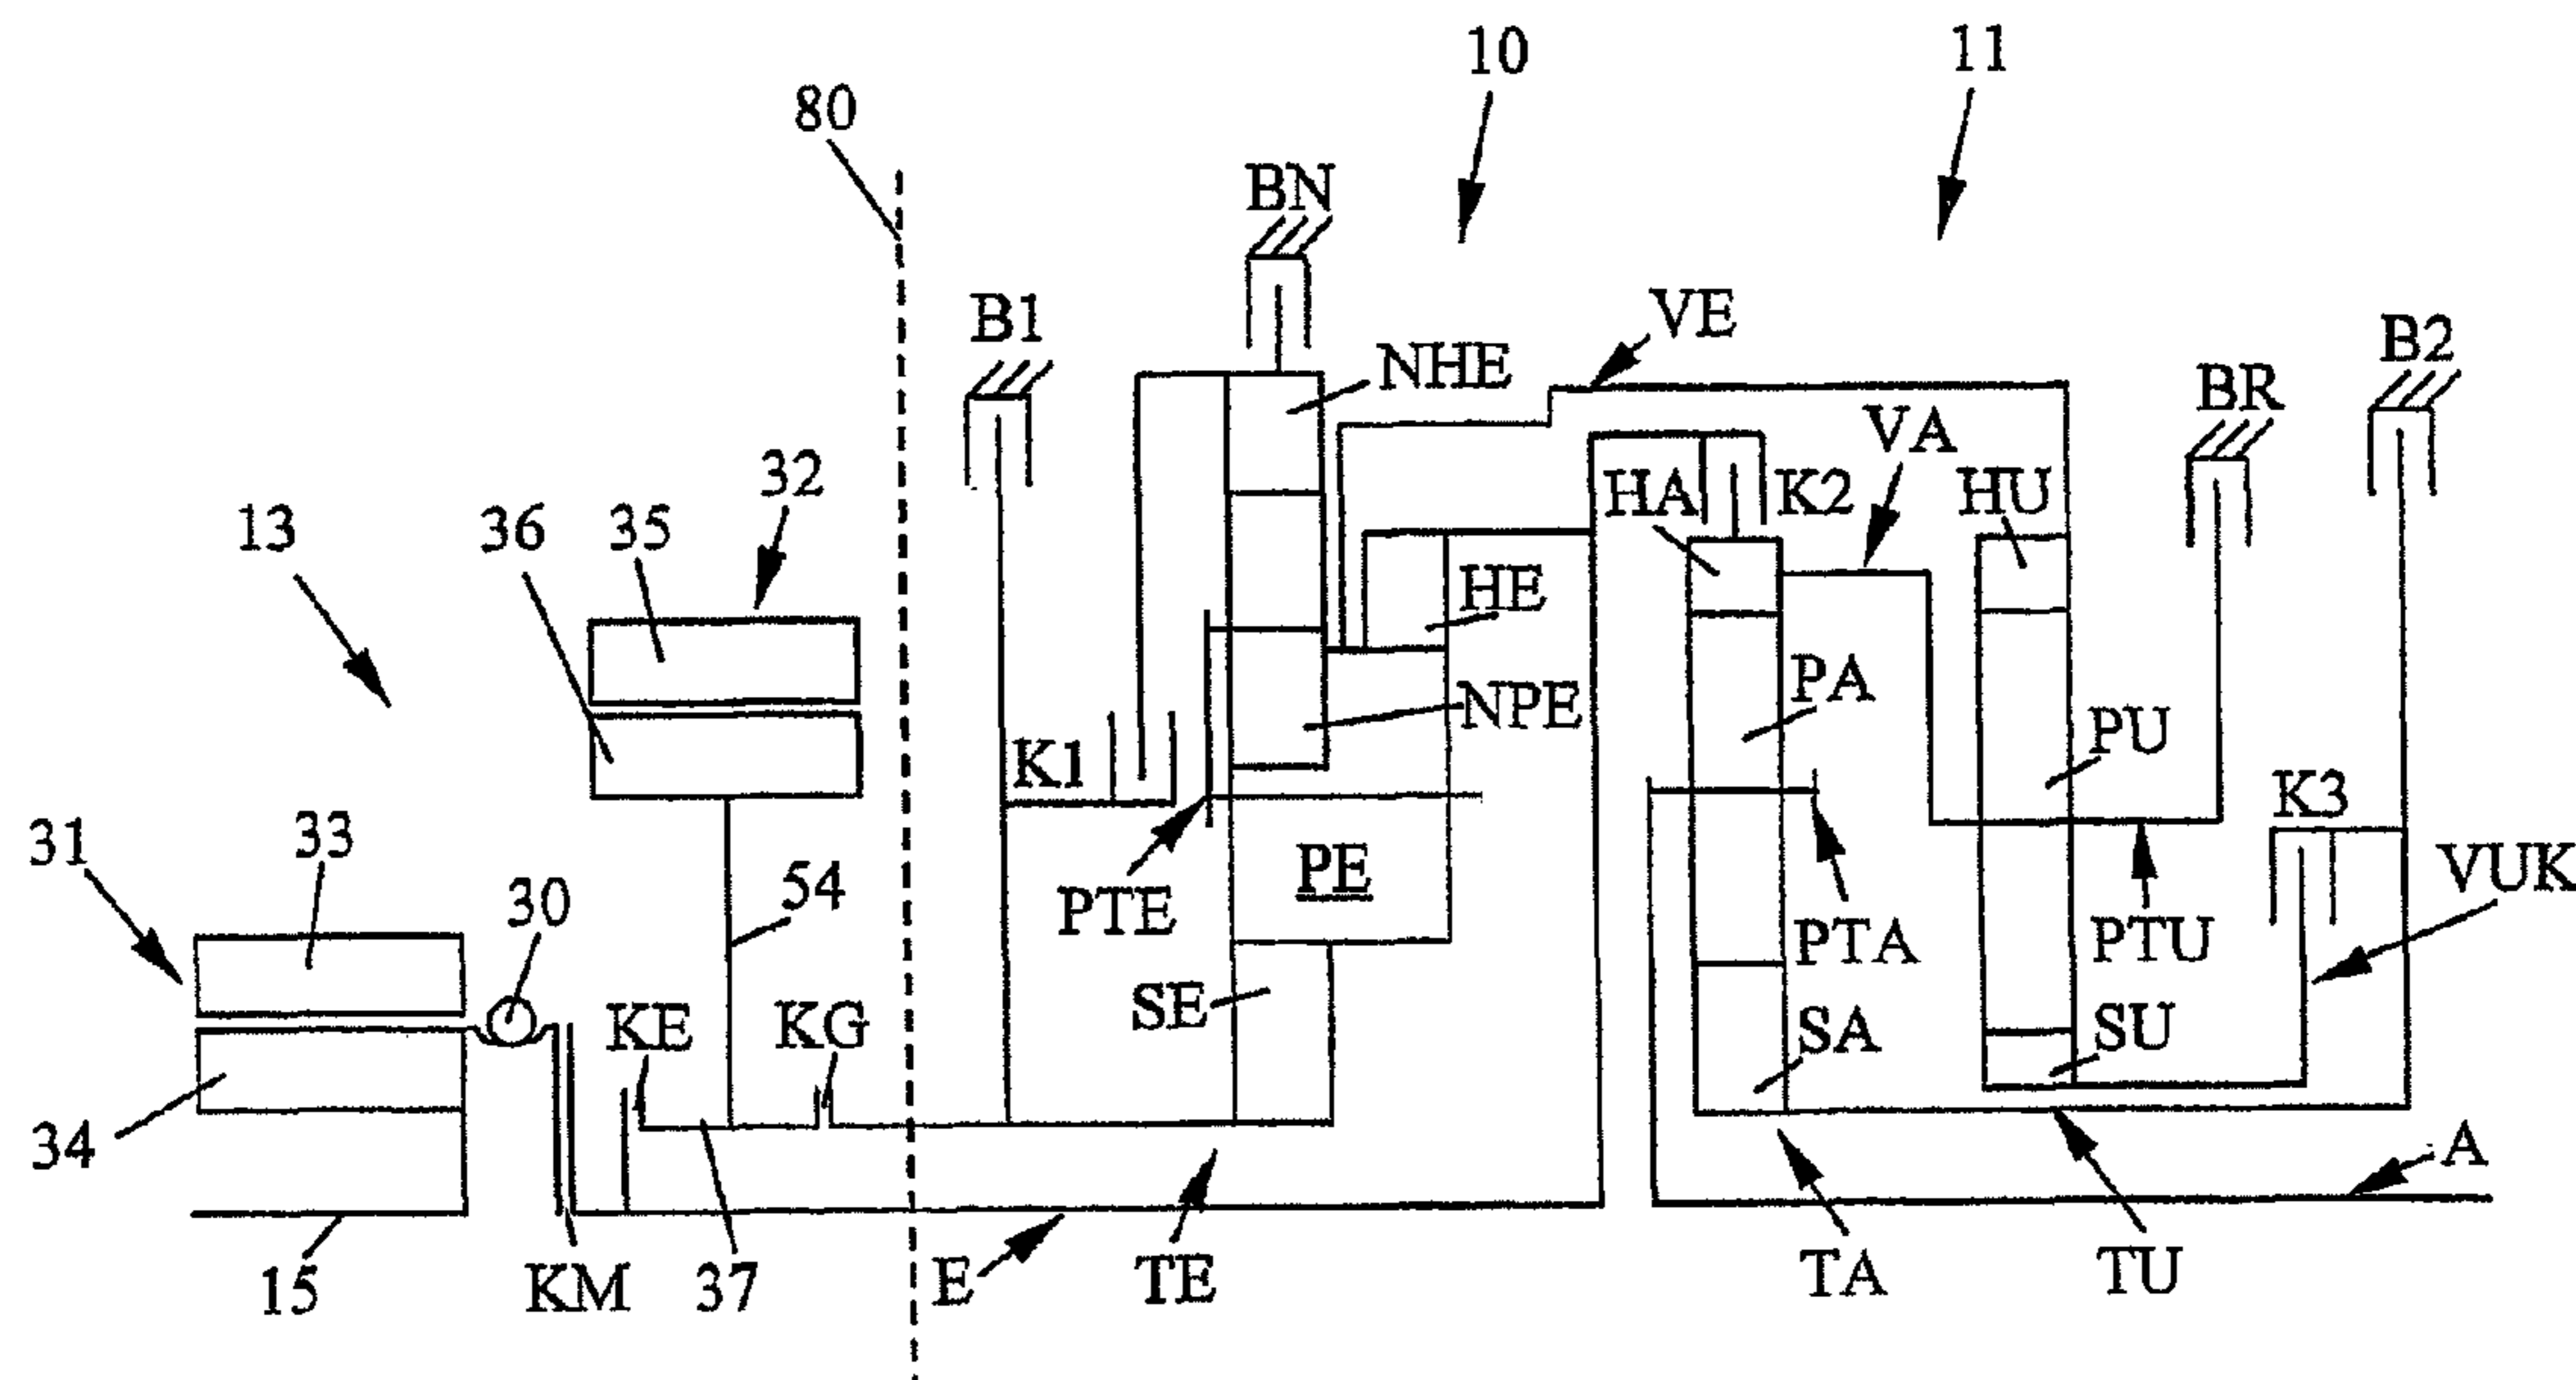 10
11
80
BN
B1
VE
NHE
B2
BR
VA
32
36
35
13
HA
K2
HU
HE
PA
NPE
PU
K1
K3
31
33
30
54
PE
VUK
PTE
PTA
PTU
SE
KE
KG
SA
SU
34
A
15
KM
37
E
TE
TA
TU